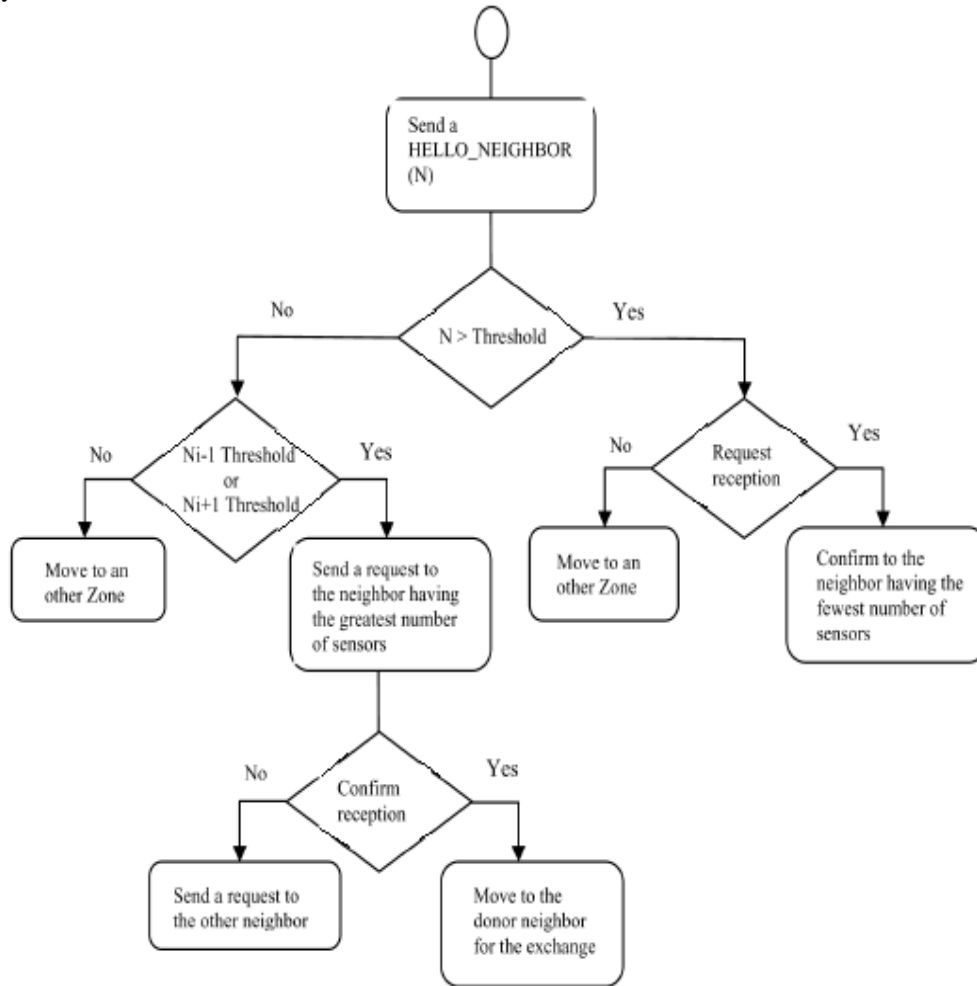 Send a
HELLO_NEIGHBOR
(N)
No
Yes
N > Threshold
No
Ni-1 Threshold
or
Ni+1 Threshold
Yes
No
Request
reception
Yes
Move to an
other Zone
Send a request to
the neighbor having
the greatest number
of sensors
Move to an
other Zone
Confirm to the
neighbor having the
fewest number of
sensors
No
Confirm
reception
Yes
Send a request to
the other neighbor
Move to the
donor neighbor
for the exchange